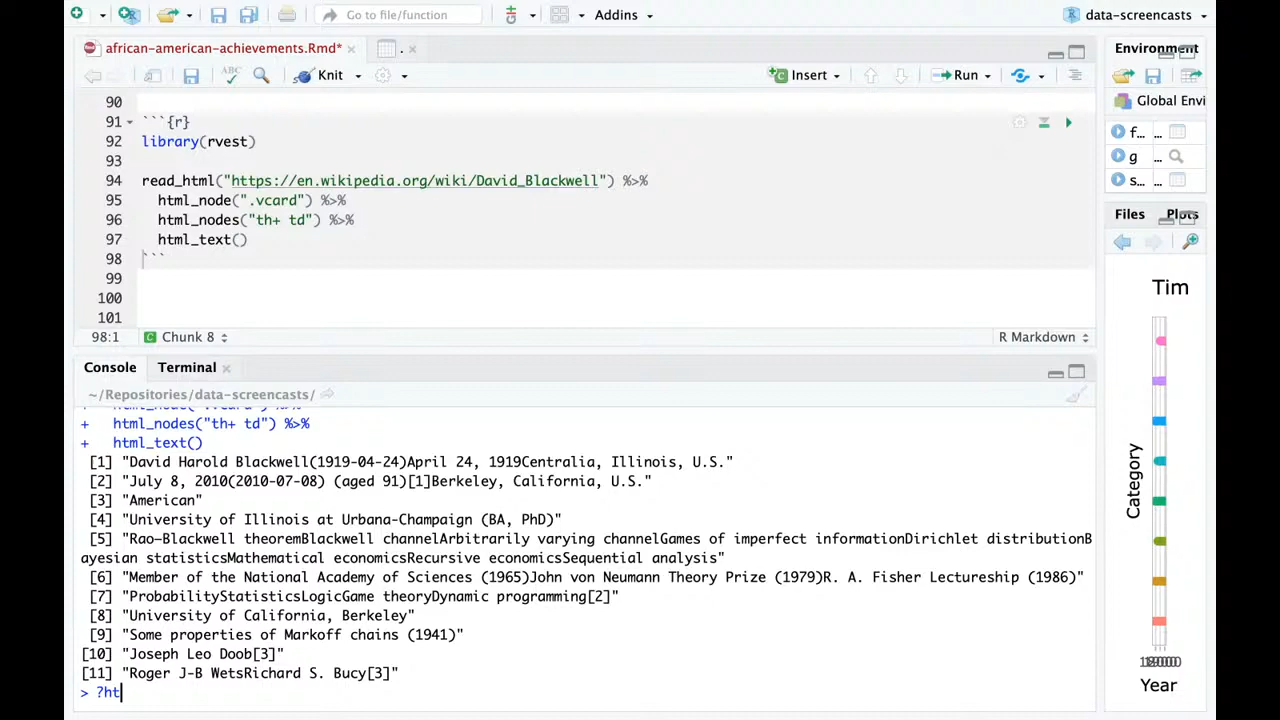 Go to file/function
Addins
data-screencasts
african-american-achievements.Rmd*
.
ABC
Knit
Insert
Run
90
91 ```{r}
92 library(rvest)
93
94 read_html("https://en.wikipedia.org/wiki/David_Blackwell") %>%
95 html_node(".vcard") %>%
96 html_nodes("th+ td") %>%
97 html_text()
98 ```
99
100
101
98:1 Chunk 8 R Markdown
Console Terminal
~/Repositories/data-screencasts/
+ html_nodes("th+ td") %>%
+ html_text()
[1] "David Harold Blackwell(1919-04-24)April 24, 1919Centralia, Illinois, U.S."
[2] "July 8, 2010(2010-07-08) (aged 91)[1]Berkeley, California, U.S."
[3] "American"
[4] "University of Illinois at Urbana-Champaign (BA, PhD)"
[5] "Rao–Blackwell theoremBlackwell channelArbitrarily varying channelGames of imperfect informationDirichlet distributionB
ayesian statisticsMathematical economicsRecursive economicsSequential analysis"
[6] "Member of the National Academy of Sciences (1965)John von Neumann Theory Prize (1979)R. A. Fisher Lectureship (1986)"
[7] "ProbabilityStatisticsLogicGame theoryDynamic programming[2]"
[8] "University of California, Berkeley"
[9] "Some properties of Markoff chains (1941)"
[10] "Joseph Leo Doob[3]"
[11] "Roger J-B WetsRichard S. Bucy[3]"
> ?ht
Environment
Global Envi
f... ...
g ...
s... ...
Files Plots
Tim
Category
Year